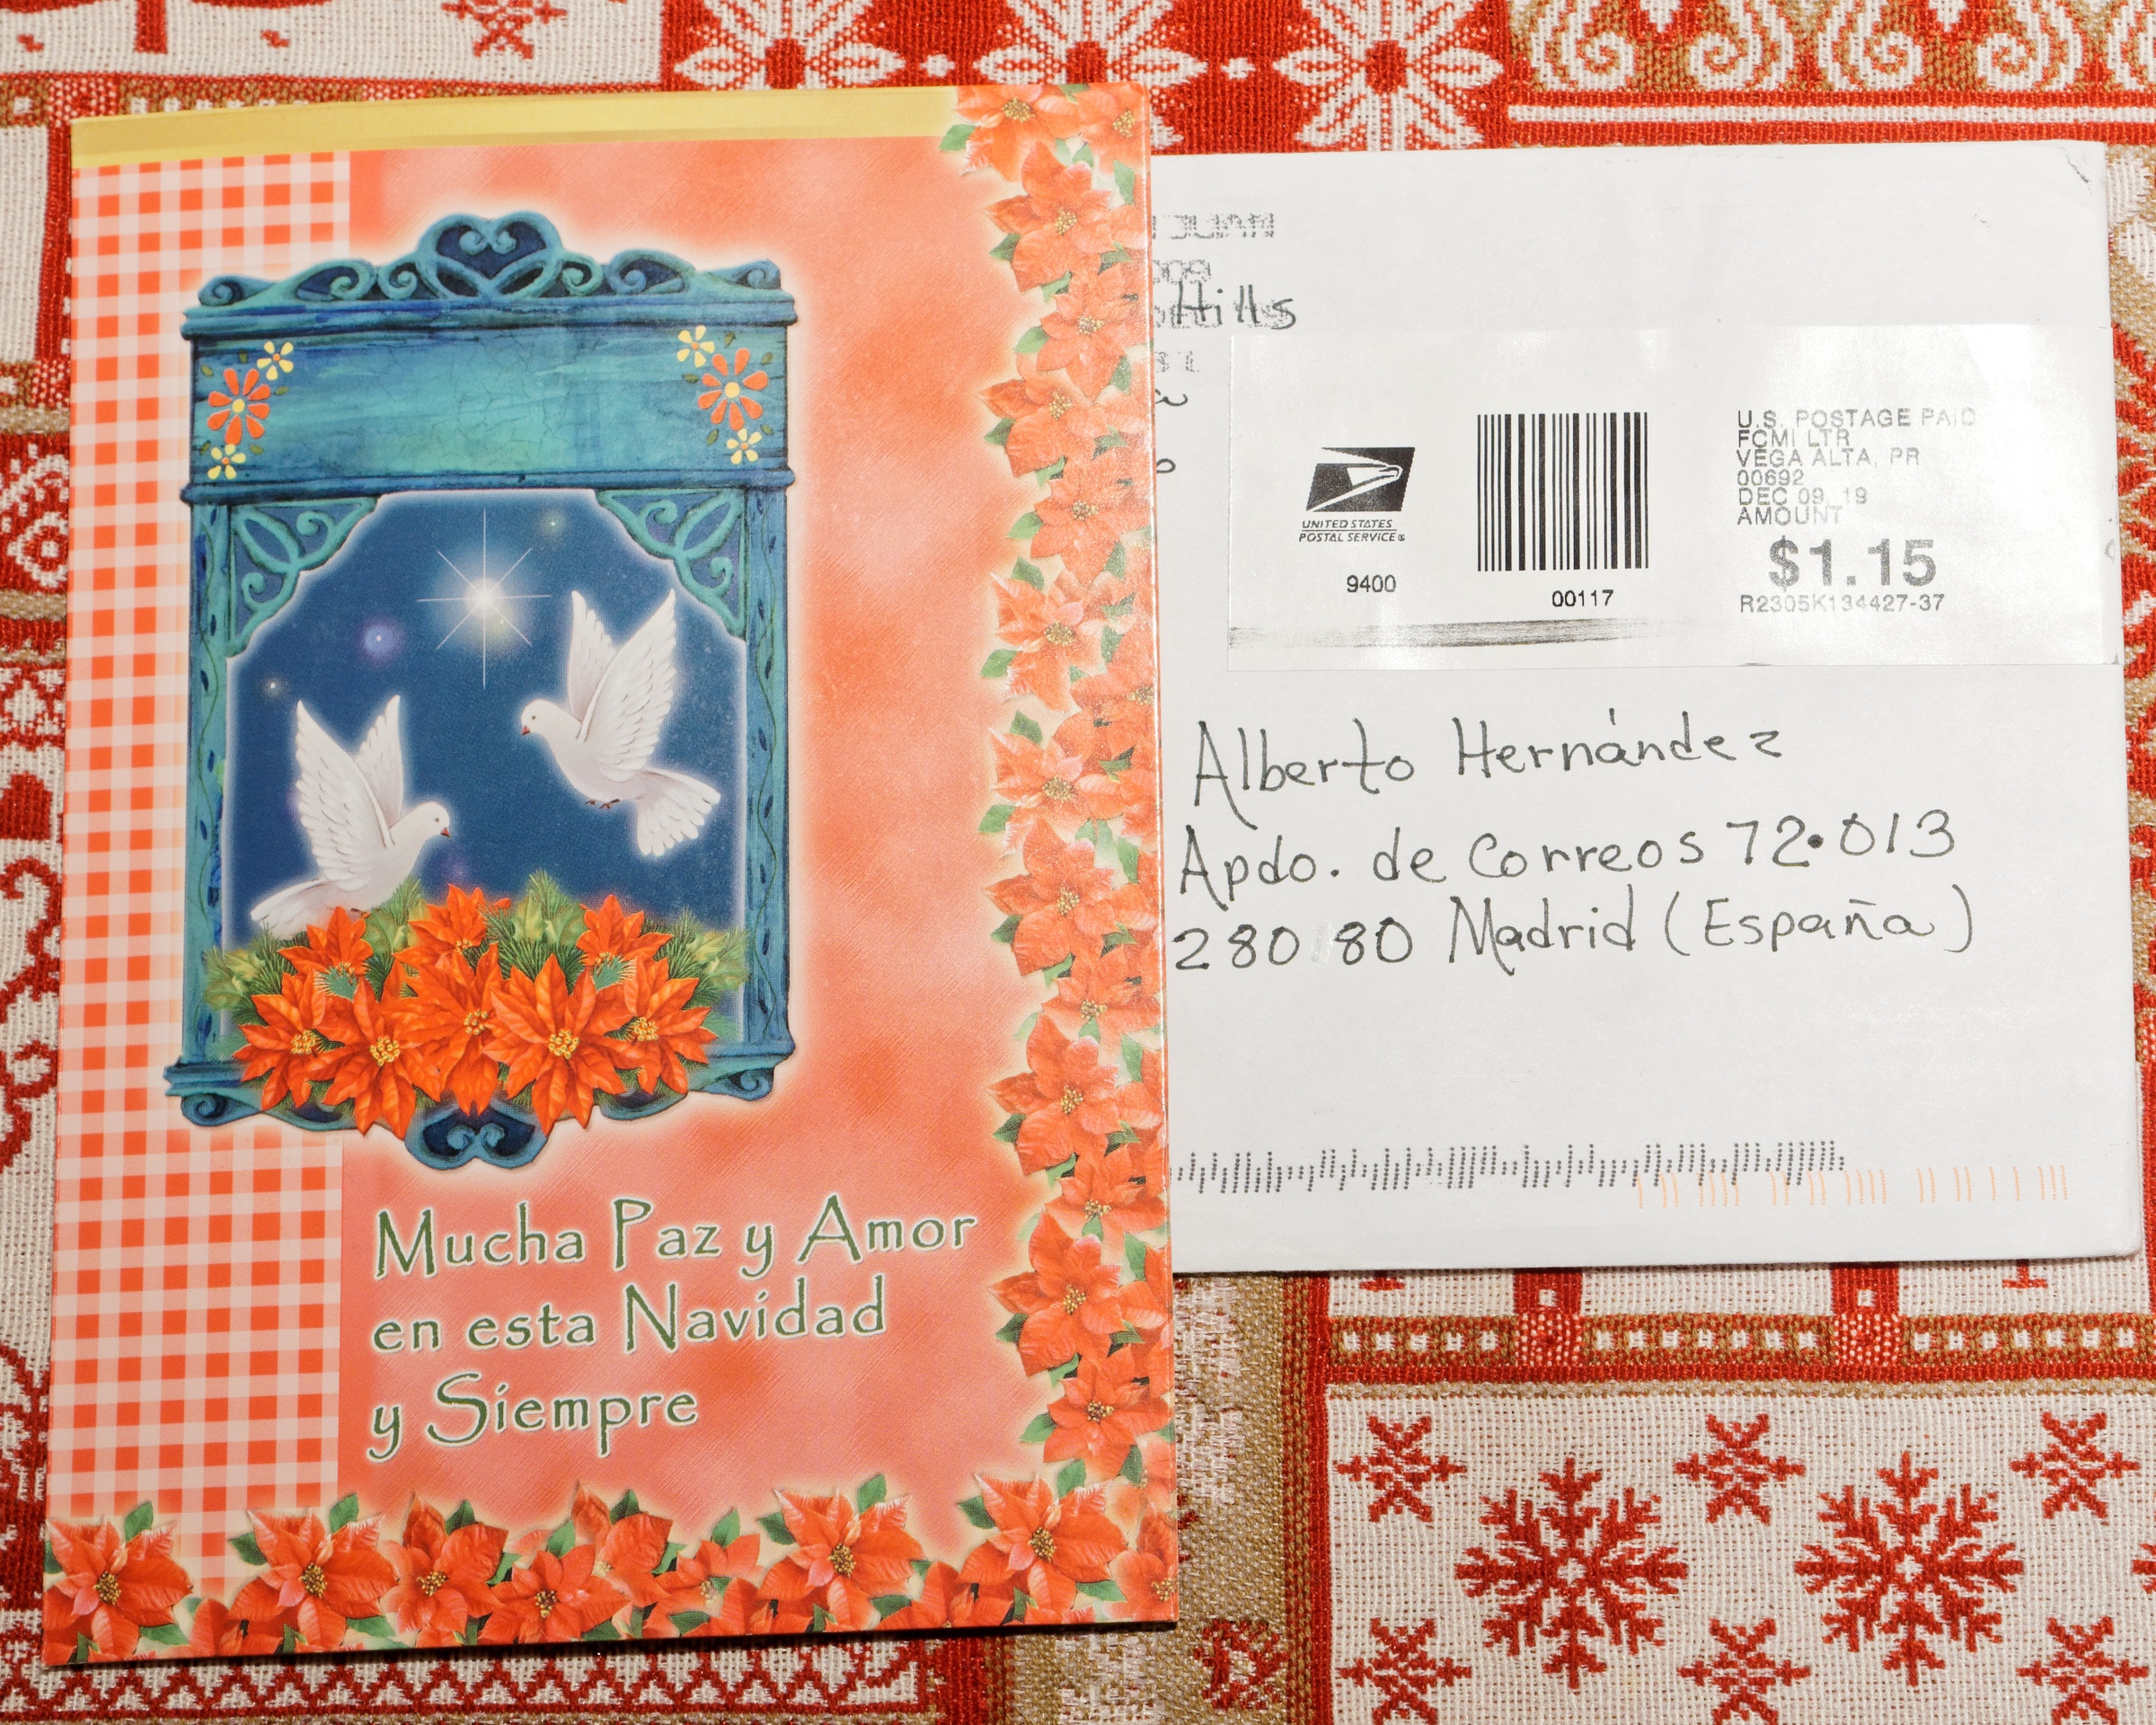 Mucha Paz y Amor
en esta Navidad
y Siempre
Hills
UNITED STATES
POSTAL SERVICE®
9400
00117
U.S. POSTAGE PAID
FCMI LTR
VEGA ALTA, PR
00692
DEC 09, 19
AMOUNT
$1.15
R2305K134427-37
Alberto Hernández
Apdo. de Correos 72.013
28080 Madrid (España)